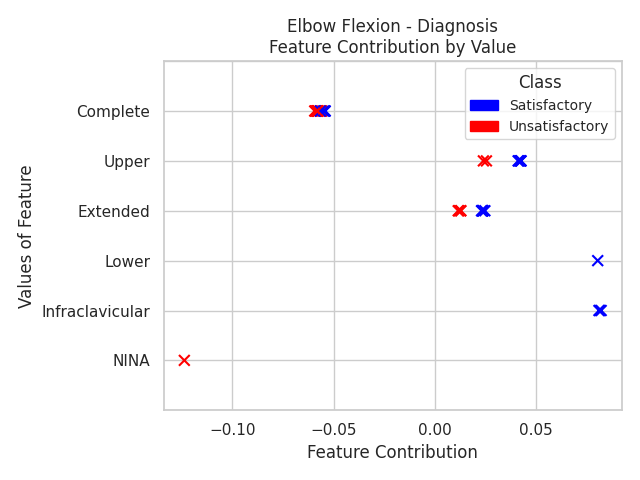 Elbow Flexion - Diagnosis
Feature Contribution by Value
Class
Satisfactory
Unsatisfactory
Values of Feature
Complete
Upper
Extended
Lower
Infraclavicular
NINA
−0.10
−0.05
0.00
0.05
Feature Contribution